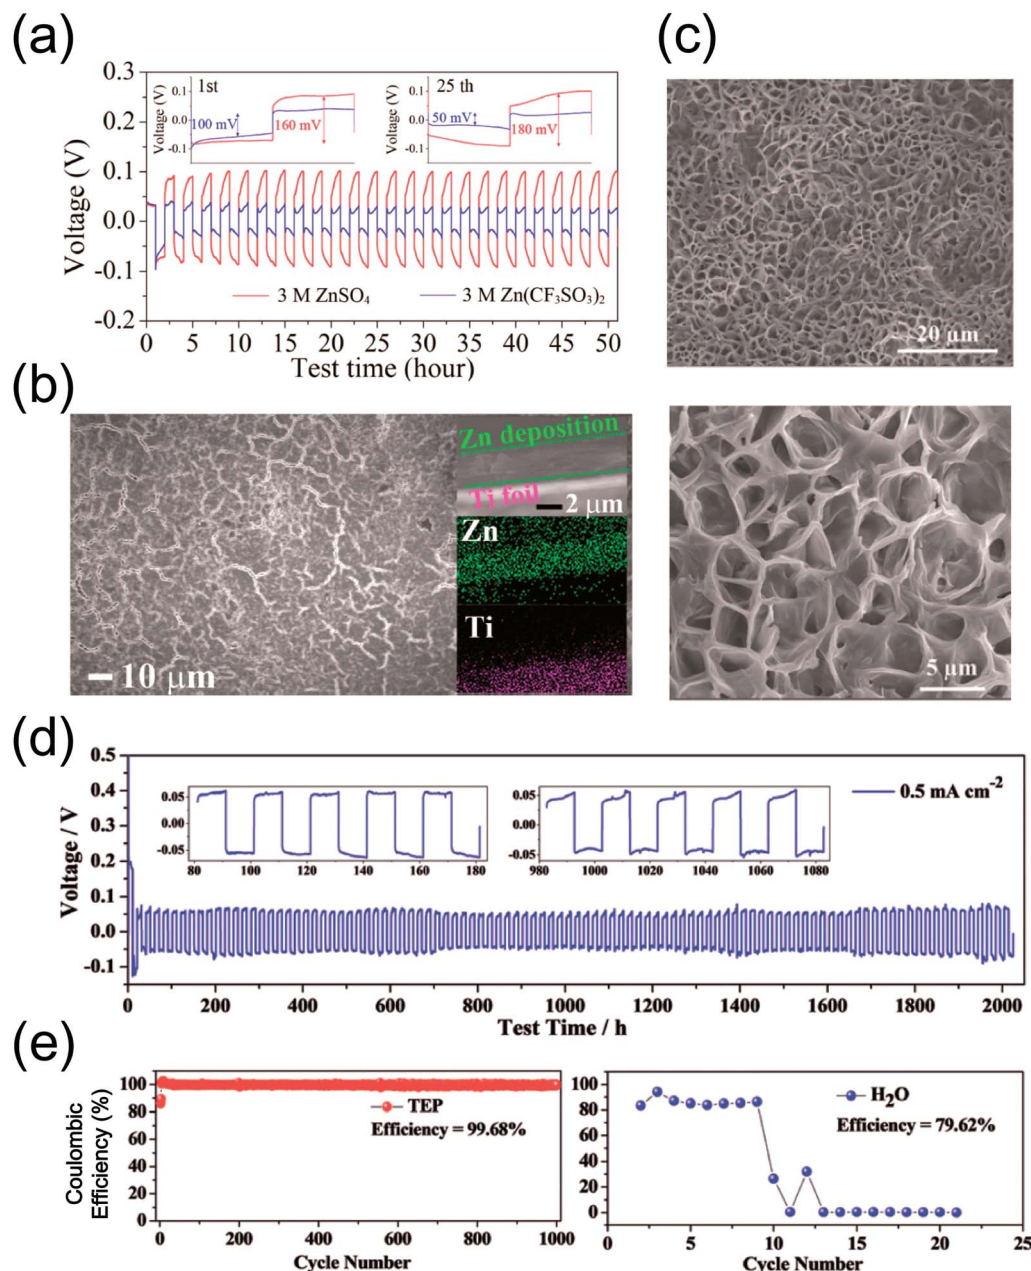 (a)
0.3
0.2
0.1
0.0
-0.1
-0.2
Voltage (V)
1st
0.1
0.0
-0.1
Voltage (V)
100 mV
160 mV
25 th
0.1
0.0
-0.1
Voltage (V)
50 mV
180 mV
3 M ZnSO₄
3 M Zn(CF₃SO₃)₂
0 5 10 15 20 25 30 35 40 45 50
Test time (hour)
(c)
20 µm
5 µm
(b)
10 µm
Zn deposition
Ti foil
2 µm
Zn
Ti
(d)
0.5
0.4
0.3
0.2
0.1
0.0
-0.1
Voltage / V
0.05
0.00
-0.05
80 100 120 140 160 180
0.05
0.00
-0.05
980 1000 1020 1040 1060 1080
0.5 mA cm⁻²
0 200 400 600 800 1000 1200 1400 1600 1800 2000
Test Time / h
(e)
Coulombic
Efficiency (%)
100
80
60
40
20
0
TEP
Efficiency = 99.68%
0 200 400 600 800 1000
Cycle Number
100
80
60
40
20
0
H₂O
Efficiency = 79.62%
0 5 10 15 20 25
Cycle Number